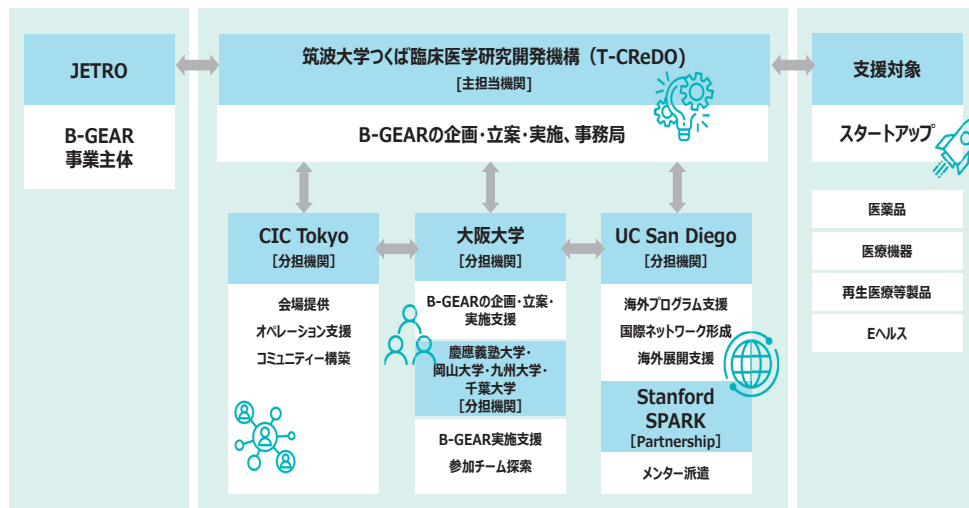 JETRO
B-GEAR
事業主体
筑波大学つくば臨床医学研究開発機構（T-CReDO）
[主担当機関]
B-GEARの企画・立案・実施、事務局
CIC Tokyo
[分担機関]
会場提供
オペレーション支援
コミュニティー構築
大阪大学
[分担機関]
B-GEARの企画・立案・
実施支援
慶應義塾大学・
岡山大学・九州大学・
千葉大学
[分担機関]
B-GEAR実施支援
参加チーム探索
UC San Diego
[分担機関]
海外プログラム支援
国際ネットワーク形成
海外展開支援
Stanford
SPARK
[Partnership]
メンター派遣
支援対象
スタートアップ
医薬品
医療機器
再生医療等製品
Eヘルス